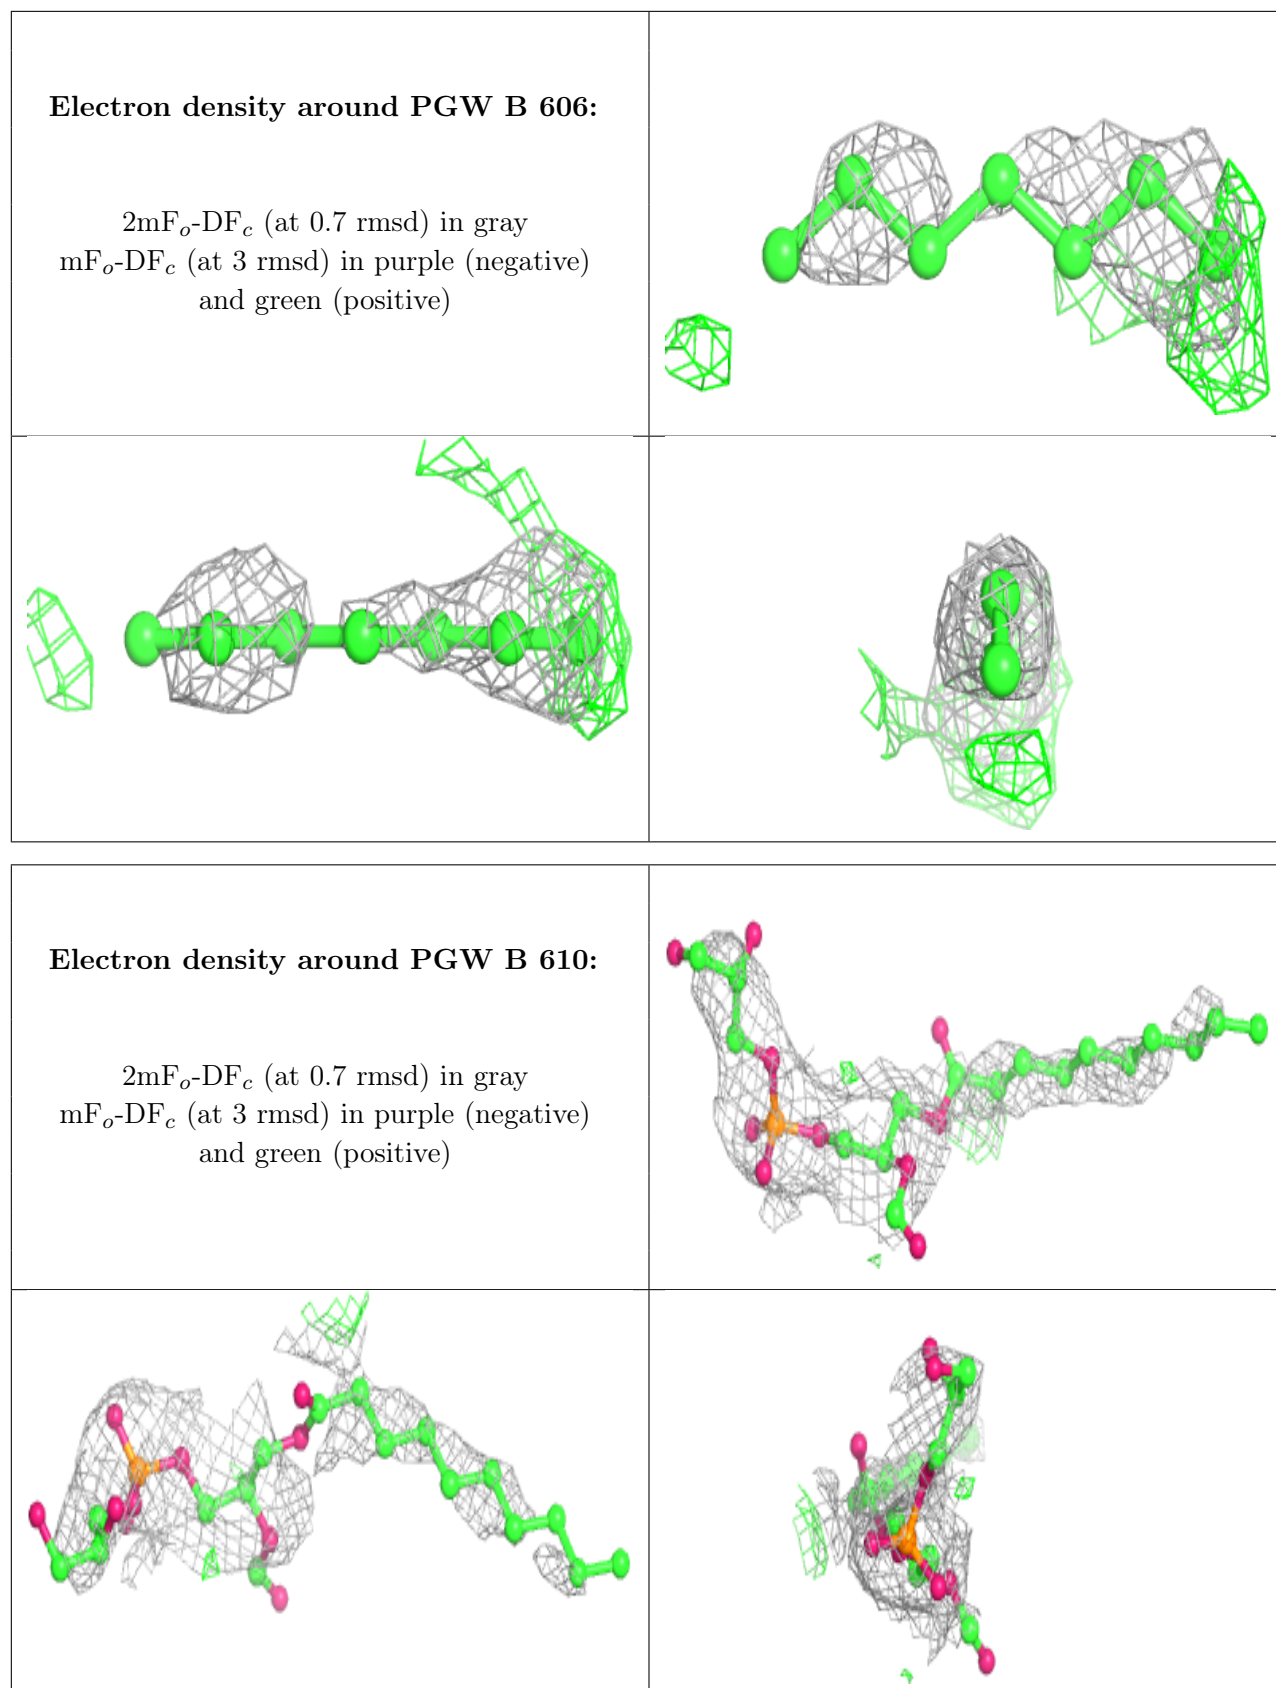 Electron density around PGW B 606:
2mFo-DFc (at 0.7 rmsd) in gray
mFo-DFc (at 3 rmsd) in purple (negative)
and green (positive)
Electron density around PGW B 610:
2mFo-DFc (at 0.7 rmsd) in gray
mFo-DFc (at 3 rmsd) in purple (negative)
and green (positive)